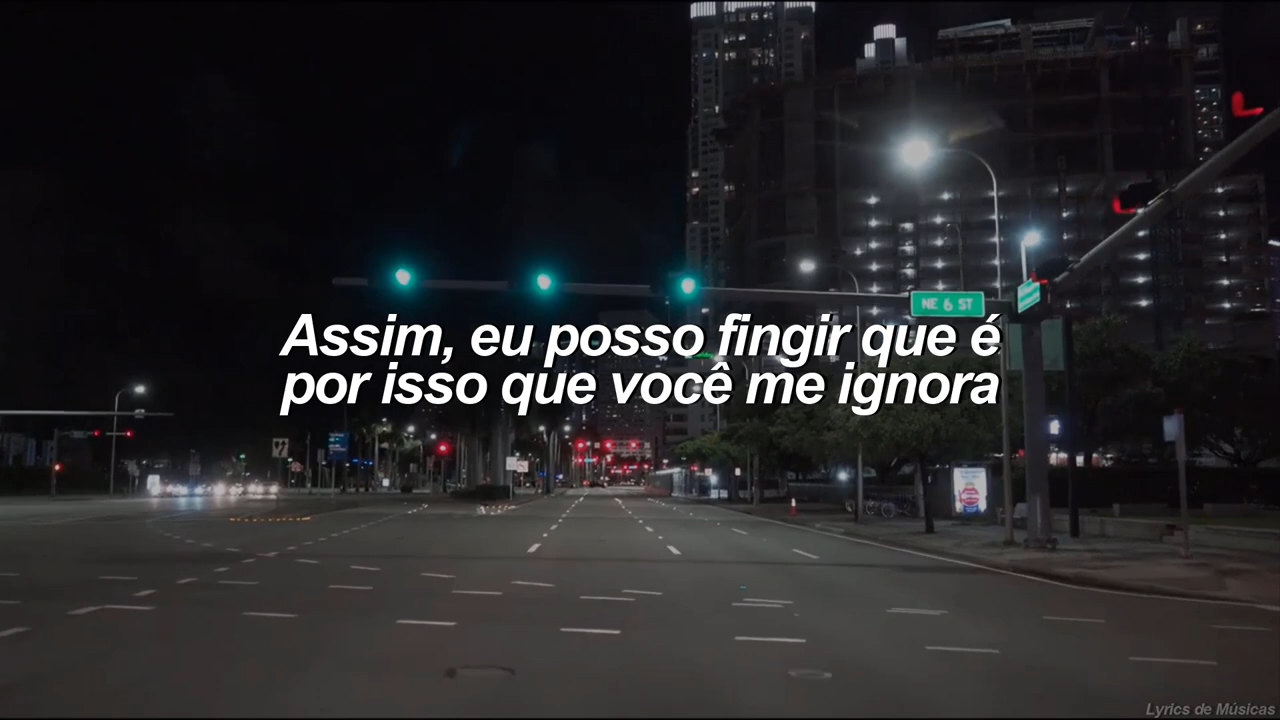 NE 6 ST
Assim, eu posso fingir que é
por isso que você me ignora
Lyrics de Músicas